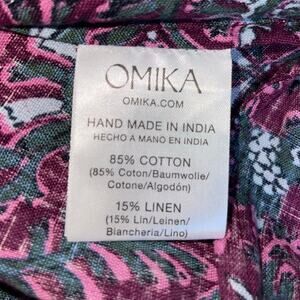 OMIKA
OMIKA.COM
HAND MADE IN INDIA
HECHO A MANO EN INDIA
85% COTTON
(85% Coton/Baumwolle/
Cotone/Algodón)
15% LINEN
(15% Lin/Leinen/
Biancheria/Lino)